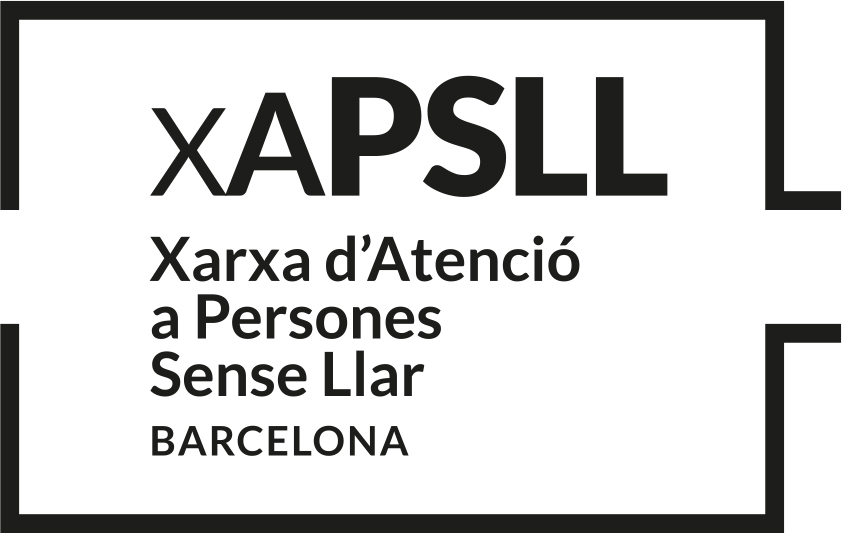 xAPSLL
Xarxa d’Atenció
a Persones
Sense Llar
BARCELONA